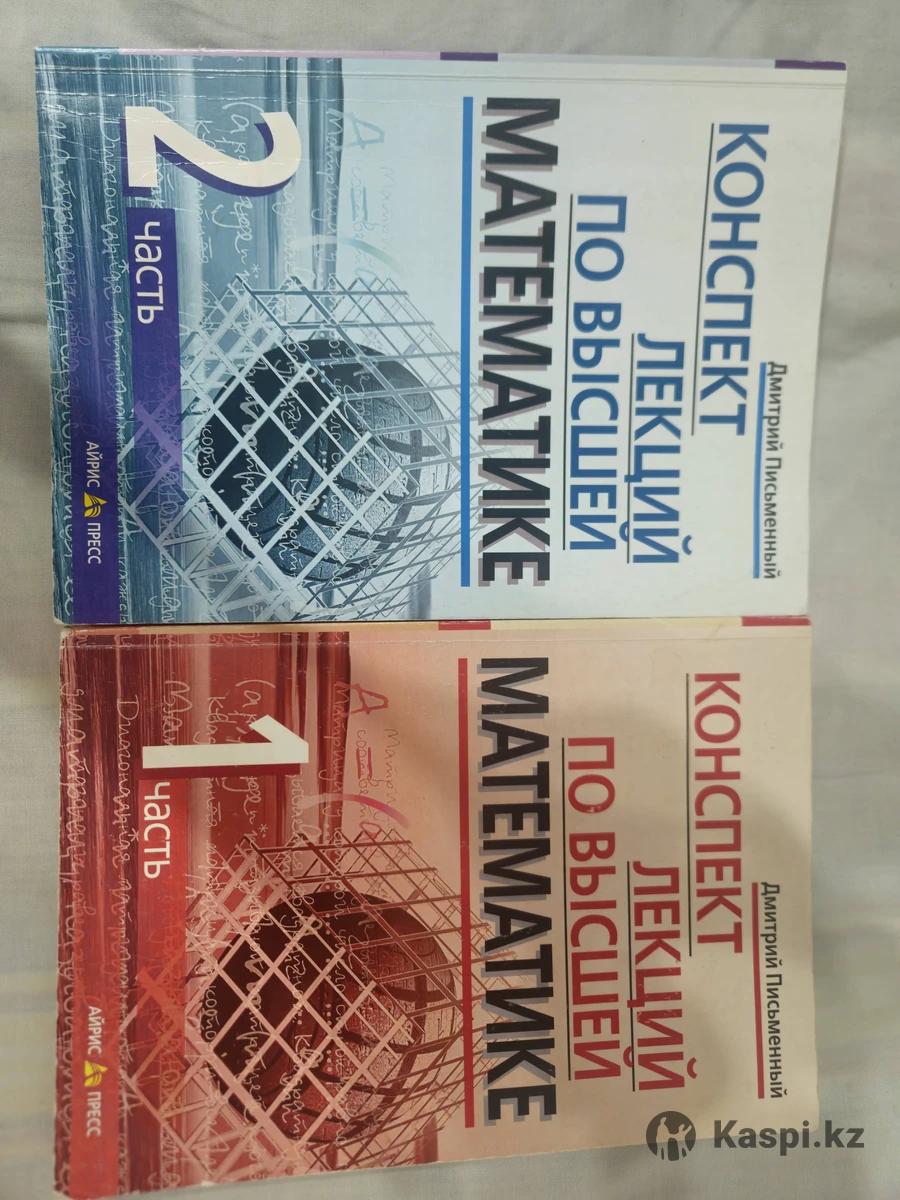 Дмитрий Письменный
КОНСПЕКТ
ЛЕКЦИЙ
ПО ВЫСШЕЙ
МАТЕМАТИКЕ
2
часть
АЙРИС ПРЕСС
Дмитрий Письменный
КОНСПЕКТ
ЛЕКЦИЙ
ПО ВЫСШЕЙ
МАТЕМАТИКЕ
1
часть
АЙРИС ПРЕСС
Kaspi.kz